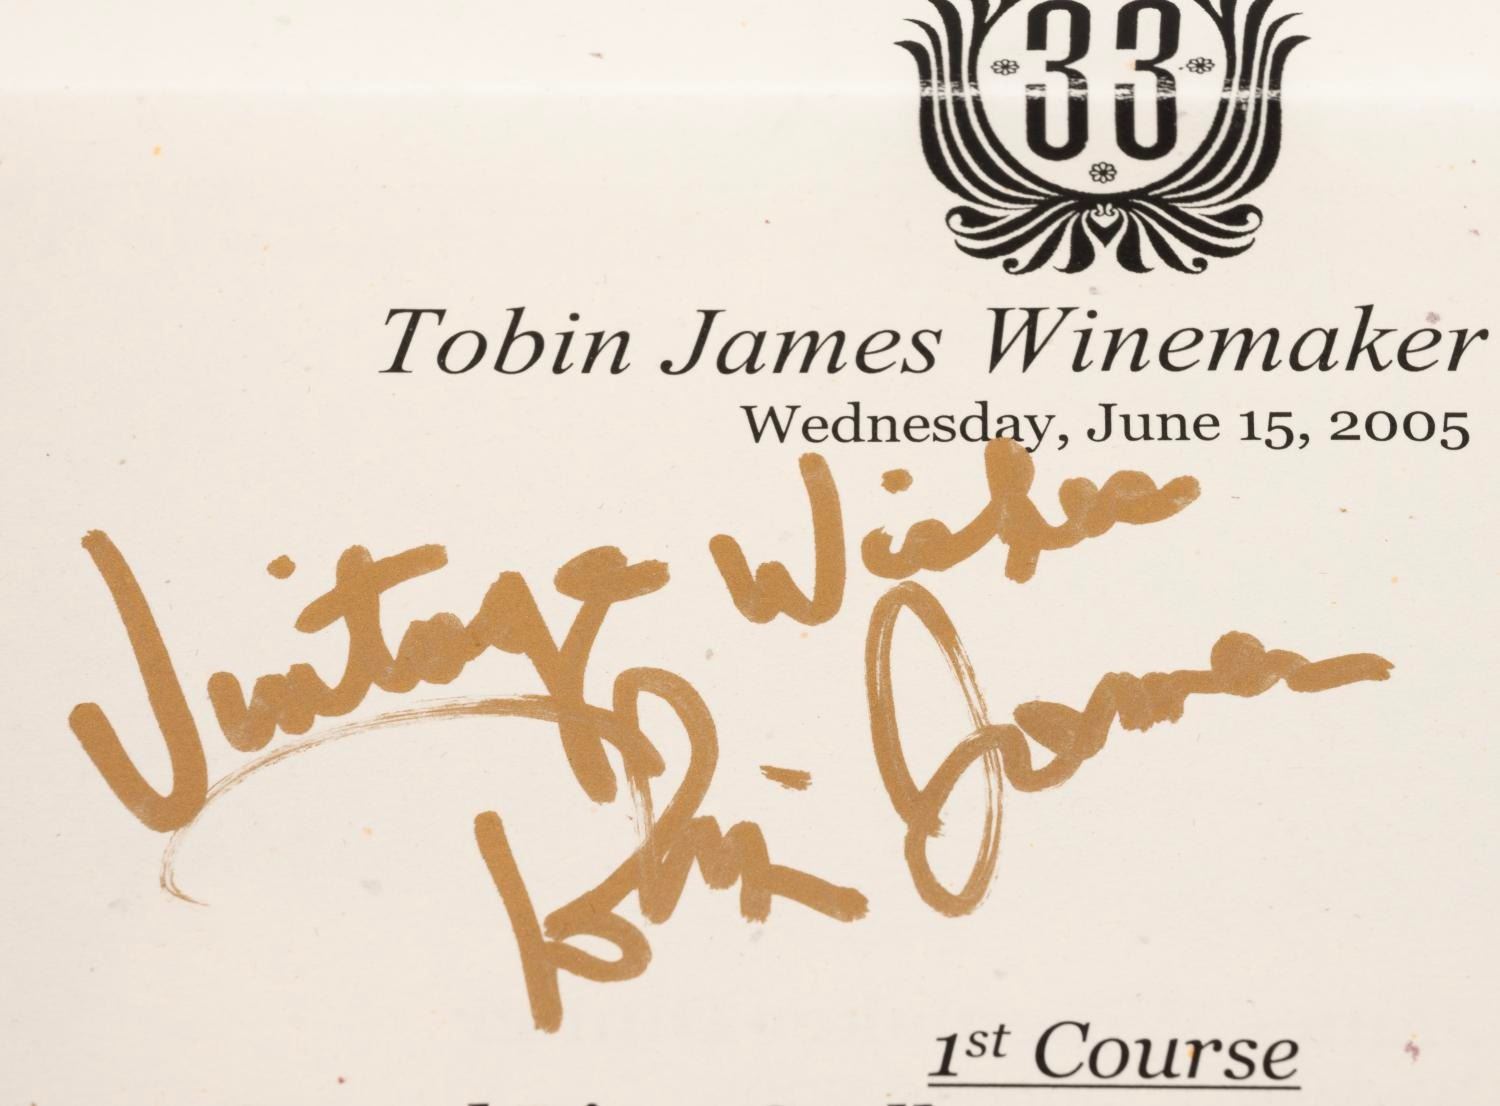 33
Tobin James Winemaker
Wednesday, June 15, 2005
Vintage Wishes
Tobin James
1st Course